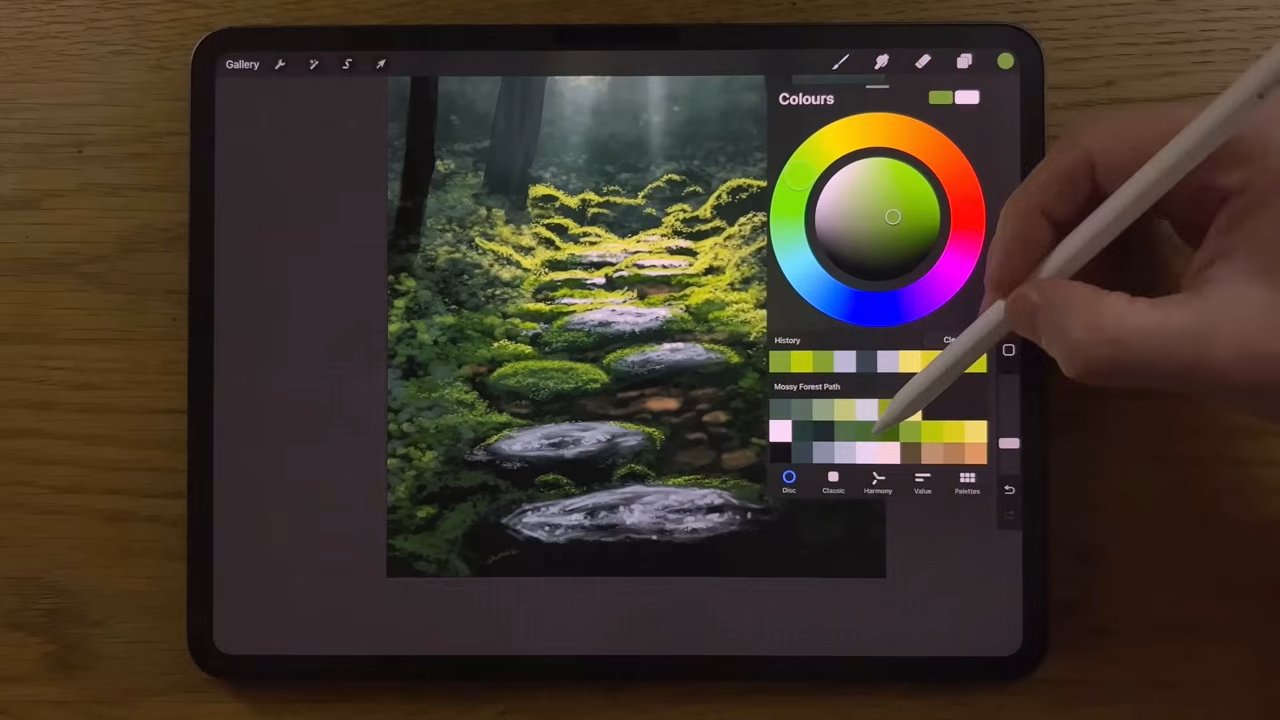 Gallery
Colours
History
Mossy Forest Path
Disc
Classic
Harmony
Value
Palettes